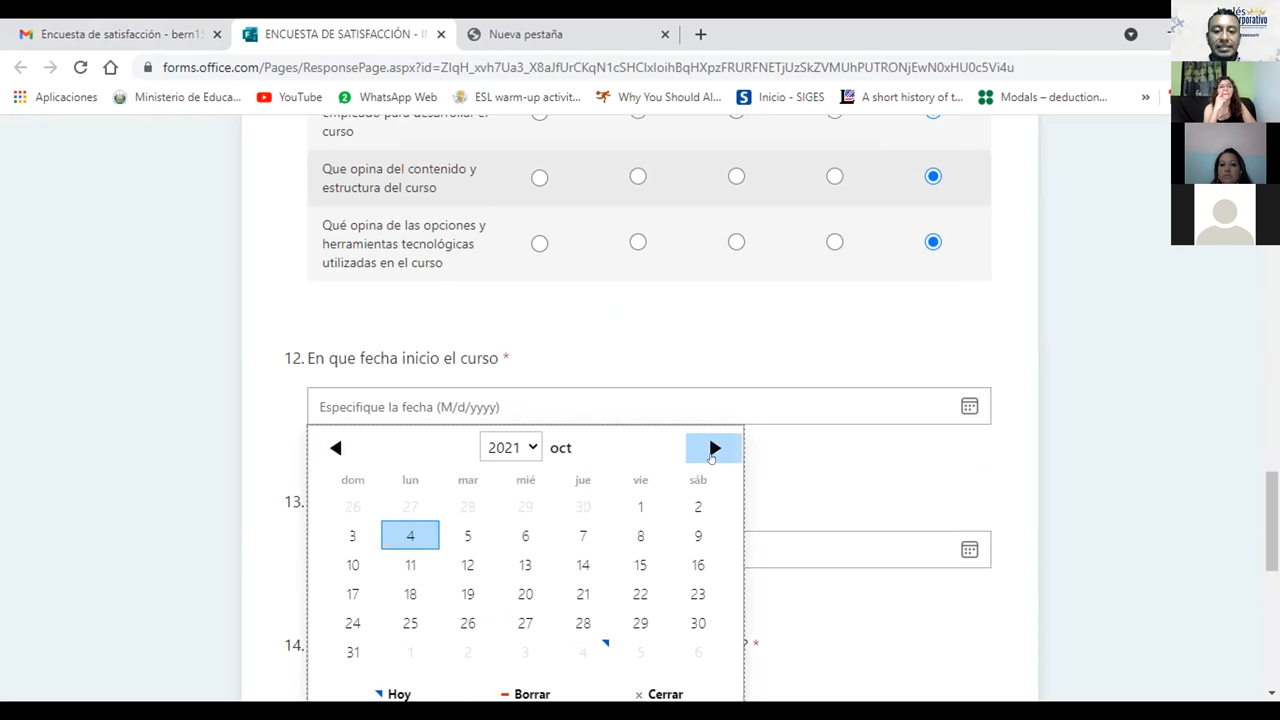 Encuesta de satisfacción - bern15
ENCUESTA DE SATISFACCIÓN - I
Nueva pestaña
forms.office.com/Pages/ResponsePage.aspx?id=
Aplicaciones
Ministerio de Educa...
YouTube
WhatsApp Web
ESL warm-up activit...
Why You Should Al...
Inicio - SIGES
A short history of t...
Modals – deduction...
»
empleado para desarrollar el
curso
Que opina del contenido y
estructura del curso
Qué opina de las opciones y
herramientas tecnológicas
utilizadas en el curso
12. En que fecha inicio el curso *
Especifique la fecha (M/d/yyyy)
2021 oct
dom lun mar mié jue vie sáb
26 27 28 29 30 1 2
3 4 5 6 7 8 9
10 11 12 13 14 15 16
17 18 19 20 21 22 23
24 25 26 27 28 29 30
31 1 2 3 4 5 6
Hoy Borrar Cerrar
13.
14. ? *